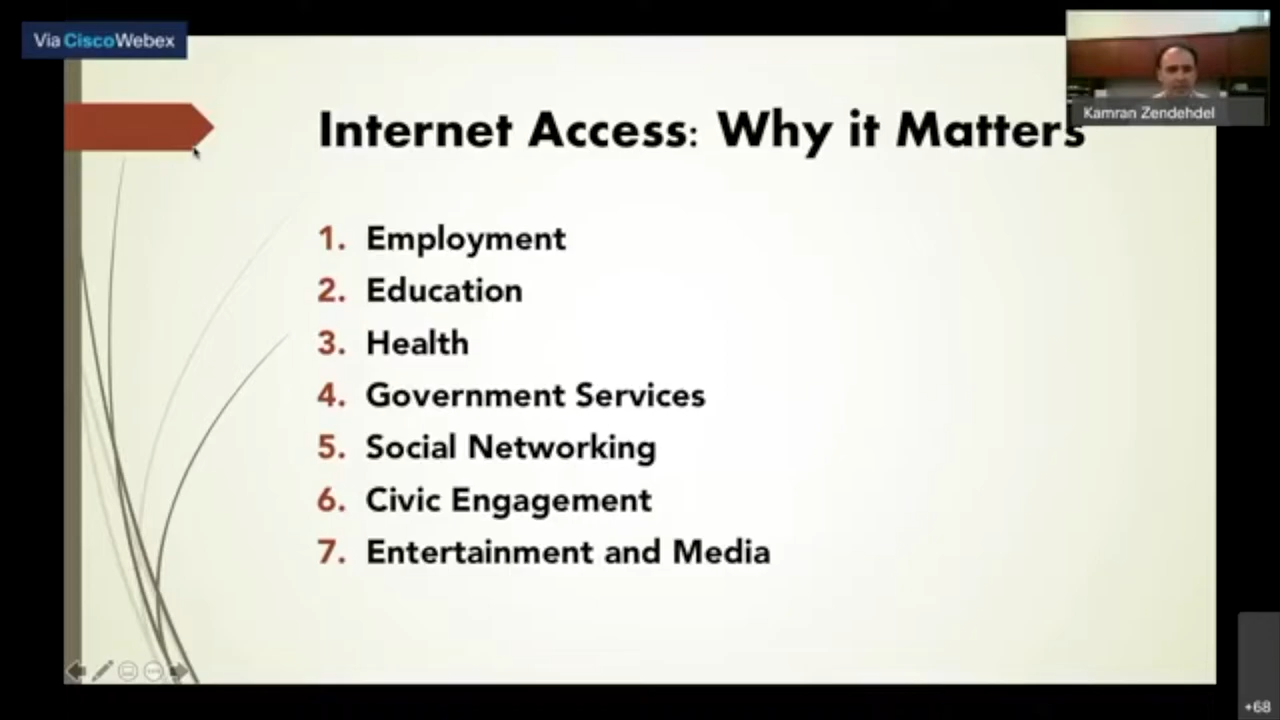 Via CiscoWebex
Kamran Zendehdel
Internet Access: Why it Matters
1. Employment
2. Education
3. Health
4. Government Services
5. Social Networking
6. Civic Engagement
7. Entertainment and Media
+68